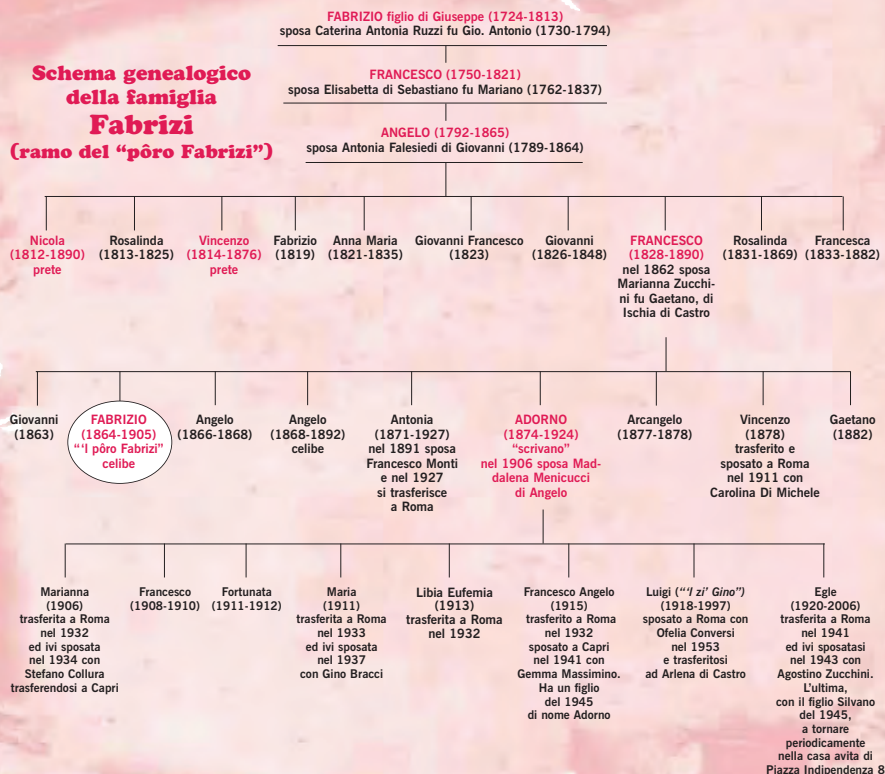 FABRIZIO figlio di Giuseppe (1724-1813)
sposa Caterina Antonia Ruzzi fu Gio. Antonio (1730-1794)
Schema genealogico
della famiglia
Fabrizi
(ramo del “pôro Fabrizi”)
FRANCESCO (1750-1821)
sposa Elisabetta di Sebastiano fu Mariano (1762-1837)
ANGELO (1792-1865)
sposa Antonia Falesiedi di Giovanni (1789-1864)
Nicola
(1812-1890)
prete
Rosalinda
(1813-1825)
Vincenzo
(1814-1876)
prete
Fabrizio
(1819)
Anna Maria
(1821-1835)
Giovanni Francesco
(1823)
Giovanni
(1826-1848)
FRANCESCO
(1828-1890)
nel 1862 sposa
Marianna Zucchi-
ni fu Gaetano, di
Ischia di Castro
Rosalinda
(1831-1869)
Francesca
(1833-1882)
Giovanni
(1863)
FABRIZIO
(1864-1905)
“‘l pôro Fabrizi”
celibe
Angelo
(1866-1868)
Angelo
(1868-1892)
celibe
Antonia
(1871-1927)
nel 1891 sposa
Francesco Monti
e nel 1927
si trasferisce
a Roma
ADORNO
(1874-1924)
“scrivano”
nel 1906 sposa Mad-
dalena Menicucci
di Angelo
Arcangelo
(1877-1878)
Vincenzo
(1878)
trasferito e
sposato a Roma
nel 1911 con
Carolina Di Michele
Gaetano
(1882)
Marianna
(1906)
trasferita a Roma
nel 1932
ed ivi sposata
nel 1934 con
Stefano Collura
trasferendosi a Capri
Francesco
(1908-1910)
Fortunata
(1911-1912)
Maria
(1911)
trasferita a Roma
nel 1933
ed ivi sposata
nel 1937
con Gino Bracci
Libia Eufemia
(1913)
trasferita a Roma
nel 1932
Francesco Angelo
(1915)
trasferito a Roma
nel 1932
sposato a Capri
nel 1941 con
Gemma Massimino.
Ha un figlio
del 1945
di nome Adorno
Luigi (“‘l zi’ Gino”)
(1918-1997)
sposato a Roma con
Ofelia Conversi
nel 1953
e trasferitosi
ad Arlena di Castro
Egle
(1920-2006)
trasferita a Roma
nel 1941
ed ivi sposatasi
nel 1943 con
Agostino Zucchini.
L’ultima,
con il figlio Silvano
del 1945,
a tornare
periodicamente
nella casa avita di
Piazza Indipendenza 8